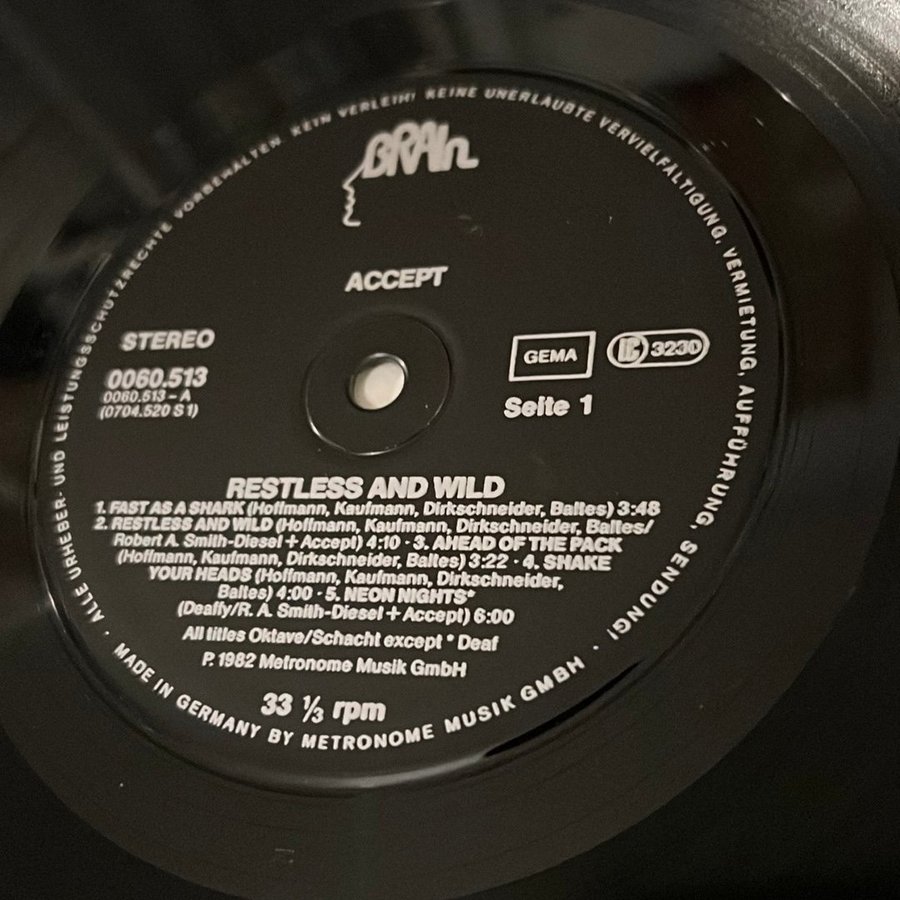 BRAIN
ACCEPT
STEREO
0060.513
0060.513 - A
(0704.520 S 1)
GEMA
LC 3230
Seite 1
RESTLESS AND WILD
1. FAST AS A SHARK (Hoffmann, Kaufmann, Dirkschneider, Baltes) 3:48
2. RESTLESS AND WILD (Hoffmann, Kaufmann, Dirkschneider, Baltes/
Robert A. Smith-Diesel + Accept) 4:10 · 3. AHEAD OF THE PACK
(Hoffmann, Kaufmann, Dirkschneider, Baltes) 3:22 · 4. SHAKE
YOUR HEADS (Hoffmann, Kaufmann, Dirkschneider,
Baltes) 4:00 · 5. NEON NIGHTS*
(Deaffy/R. A. Smith-Diesel + Accept) 6:00
All titles Oktave/Schacht except * Deaf
P. 1982 Metronome Musik GmbH
33 ⅓ rpm
· ALLE URHEBER- UND LEISTUNGSSCHUTZRECHTE VORBEHALTEN. KEIN VERLEIH! KEINE UNERLAUBTE VERVIELFÄLTIGUNG, VERMIETUNG, AUFFÜHRUNG, SENDUNG! ·
MADE IN GERMANY BY METRONOME MUSIK GMBH